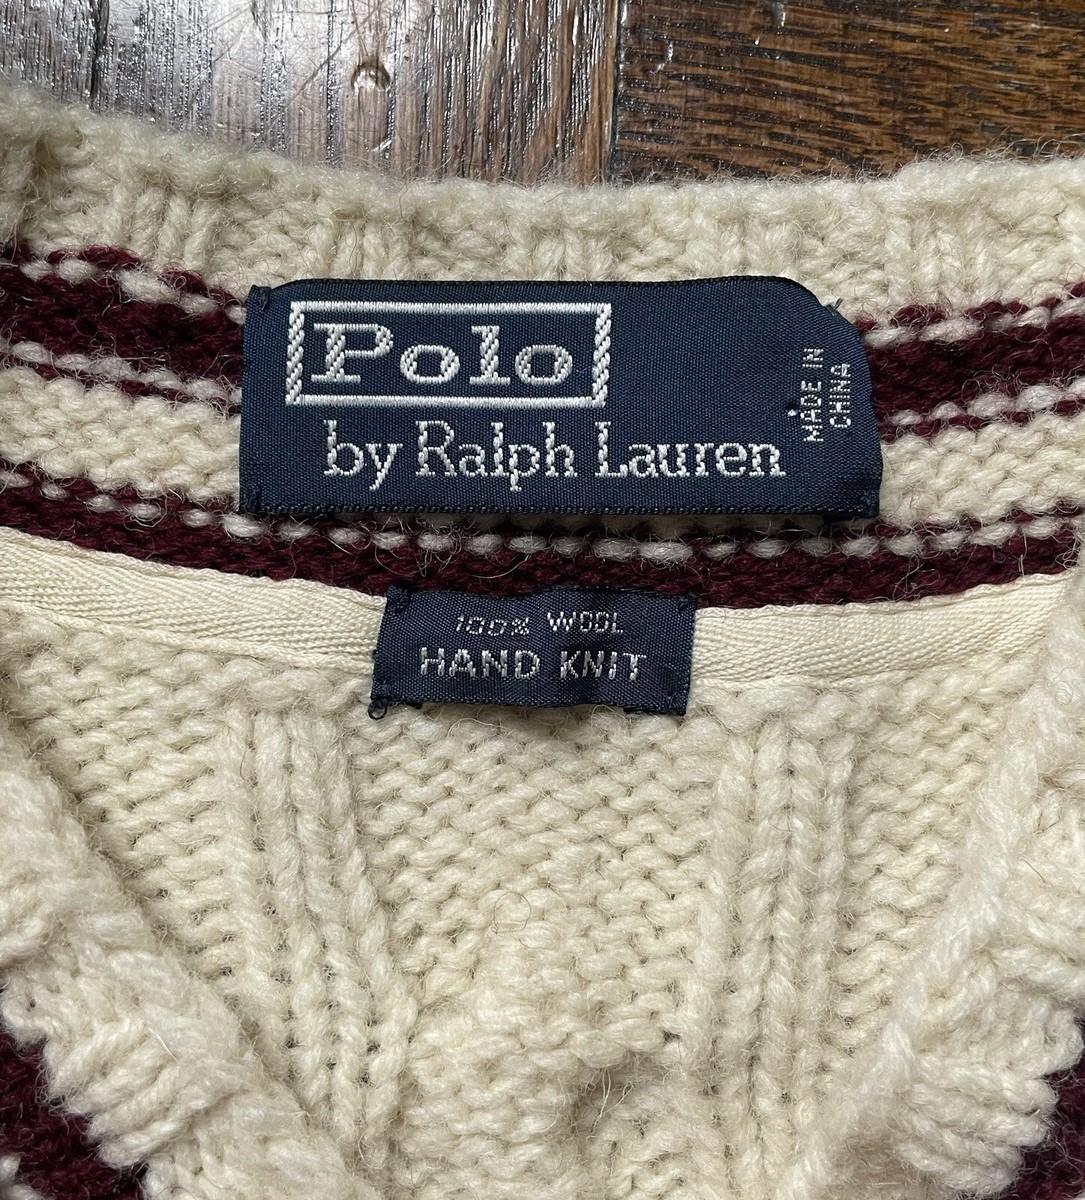 Polo
by Ralph Lauren
MADE IN
CHINA
100% WOOL
HAND KNIT